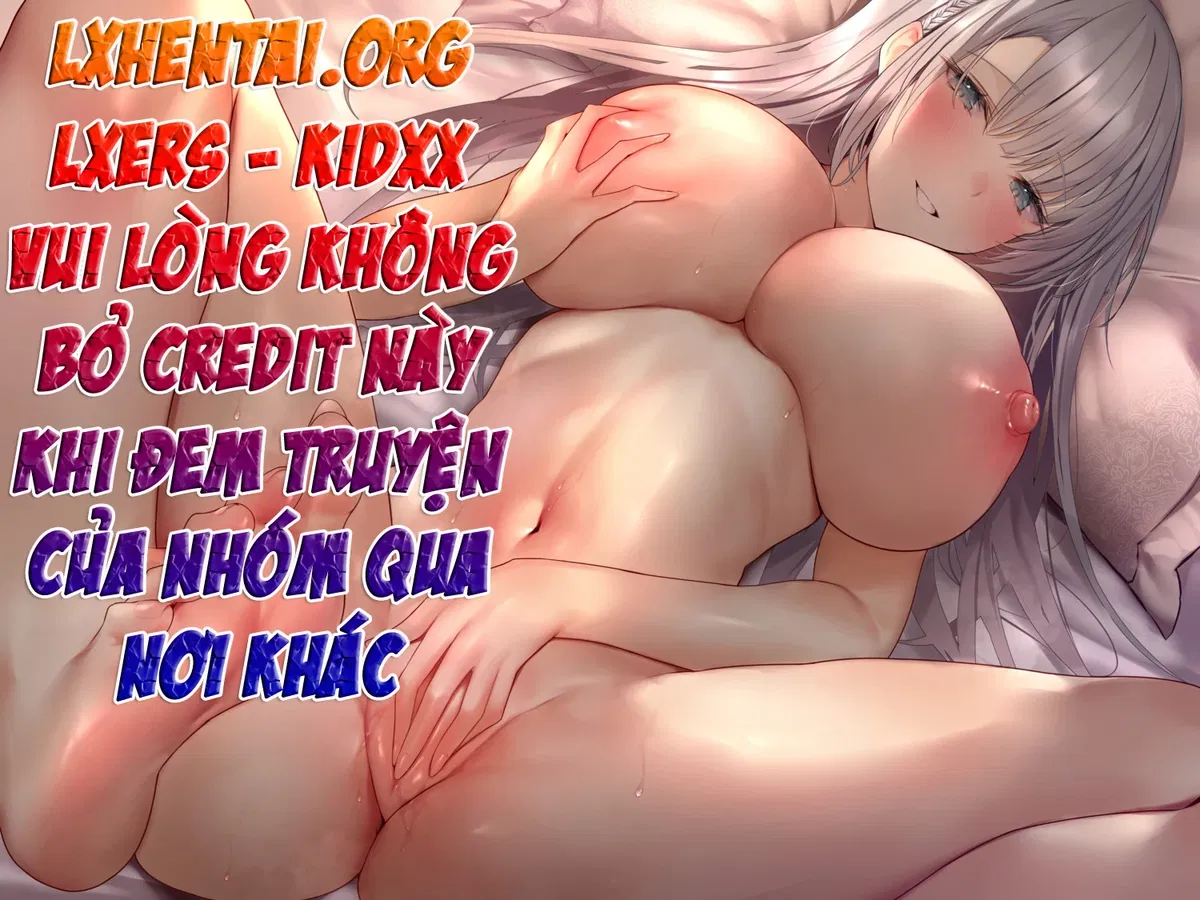 LXHENTAI.ORG
LXERS - KIDXX
VUI LÒNG KHÔNG
BỎ CREDIT NÀY
KHI ĐEM TRUYỆN
CỦA NHÓM QUA
NƠI KHÁC